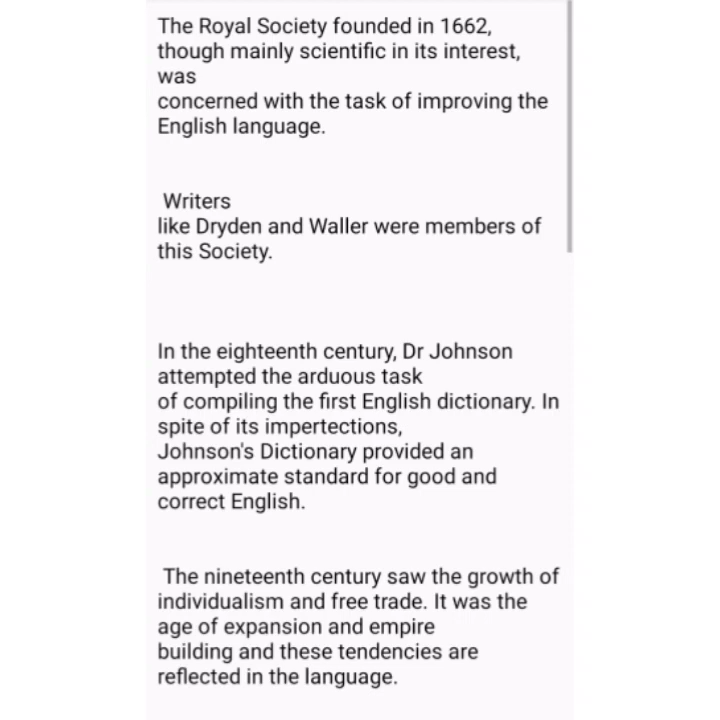 The Royal Society founded in 1662,
though mainly scientific in its interest,
was
concerned with the task of improving the
English language.
Writers
like Dryden and Waller were members of
this Society.
In the eighteenth century, Dr Johnson
attempted the arduous task
of compiling the first English dictionary. In
spite of its impertections,
Johnson's Dictionary provided an
approximate standard for good and
correct English.
The nineteenth century saw the growth of
individualism and free trade. It was the
age of expansion and empire
building and these tendencies are
reflected in the language.